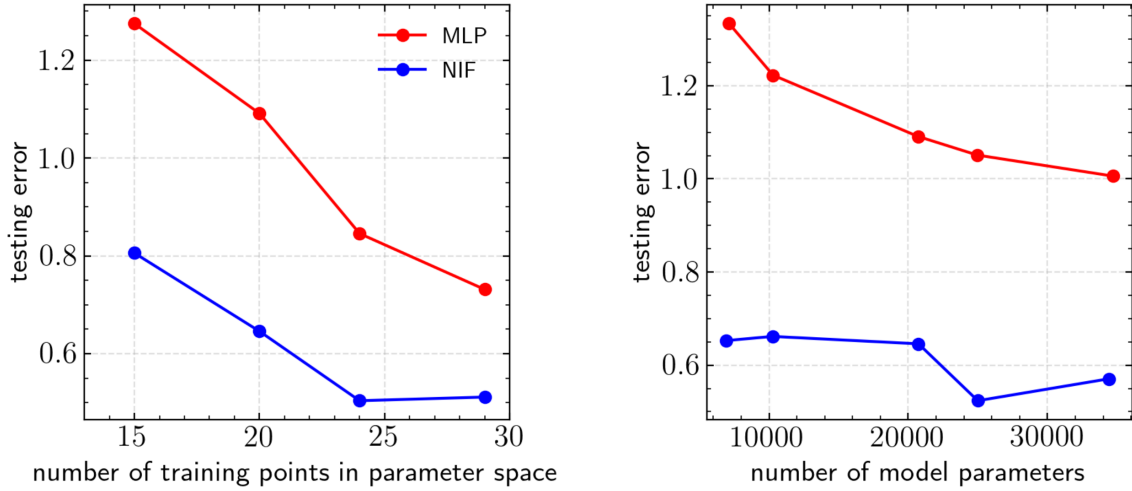 testing error
1.2
1.0
0.8
0.6
MLP
NIF
15
20
25
30
number of training points in parameter space
testing error
1.2
1.0
0.8
0.6
10000
20000
30000
number of model parameters